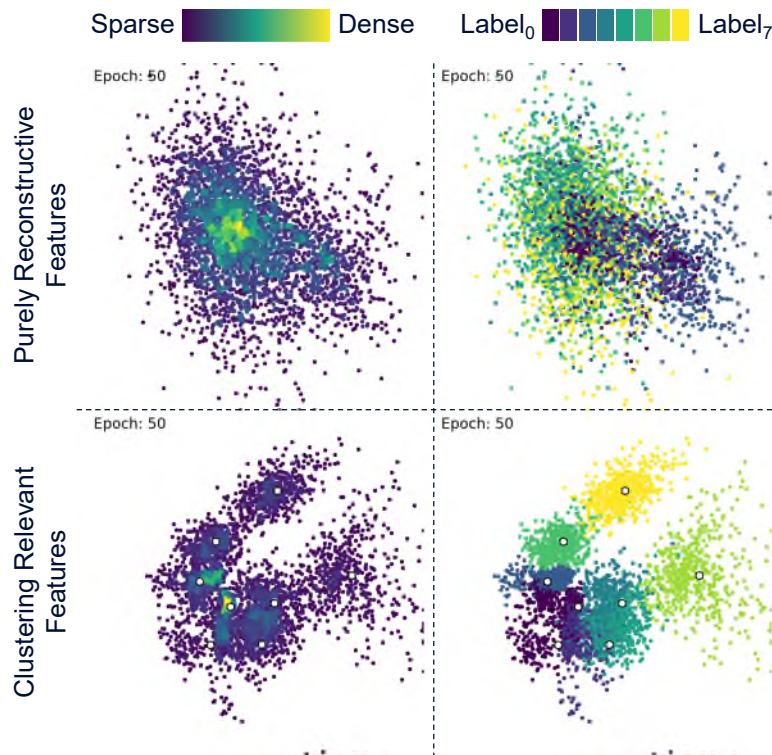 Sparse Dense Label0 Label7
Epoch: 50 Epoch: 50
Purely Reconstructive
Features
Epoch: 50 Epoch: 50
Clustering Relevant
Features